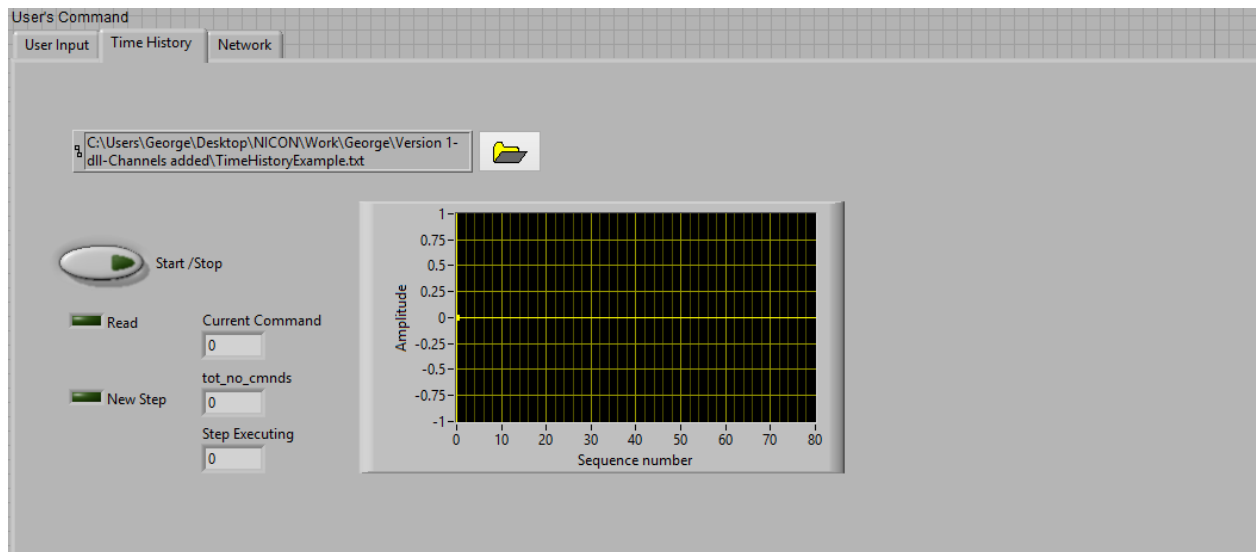 User's Command
User Input
Time History
Network
C:\Users\George\Desktop\NICON\Work\George\Version 1-
dll-Channels added\TimeHistoryExample.txt
Start /Stop
Read
Current Command
0
tot_no_cmnds
New Step
0
Step Executing
0
Amplitude
1
0.75
0.5
0.25
0
-0.25
-0.5
-0.75
-1
0 10 20 30 40 50 60 70 80
Sequence number